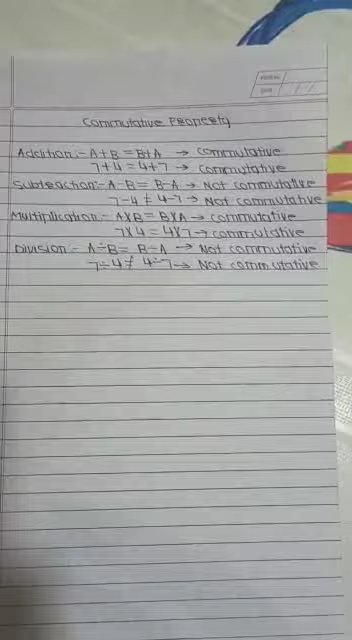 Commutative Property
Addition:- A+B = B+A → commutative
7+4 = 4+7 → commutative
Subtraction:- A-B = B-A → Not commutative
7-4 ≠ 4-7 → Not commutative
Multiplication:- A×B = B×A → commutative
7×4 = 4×7 → commutative
Division:- A÷B = B÷A → Not commutative
7÷4 ≠ 4÷7 → Not commutative